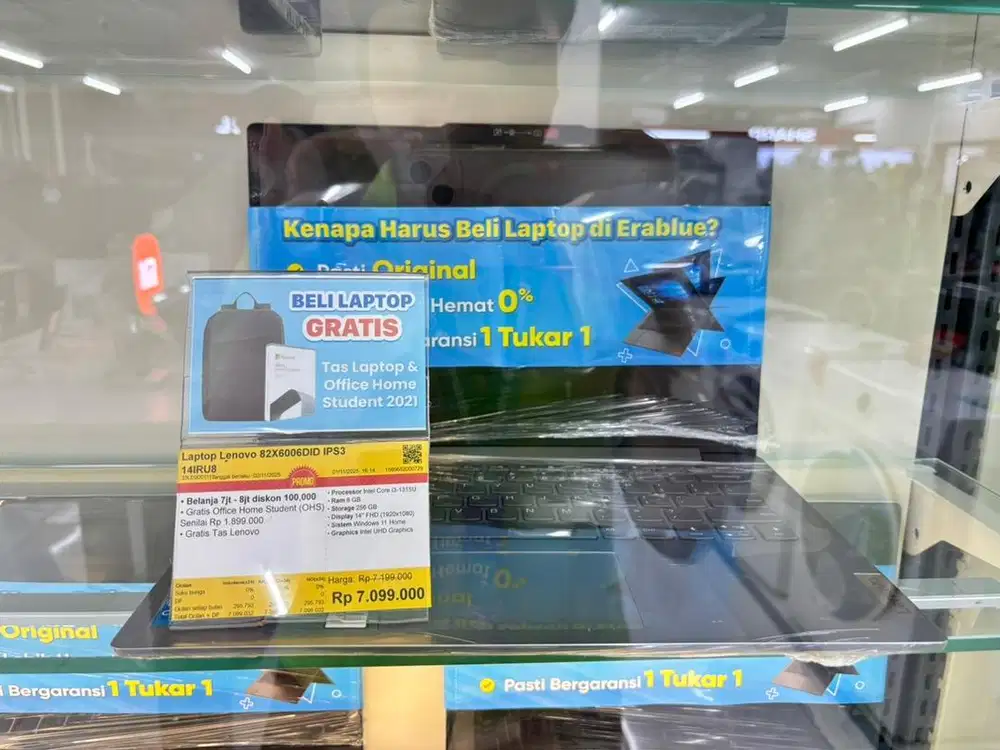 Kenapa Harus Beli Laptop di Erablue?
Pasti Original
Hemat 0%
1 Tukar 1
BELI LAPTOP
GRATIS
Tas Laptop &
Office Home
Student 2021
Laptop Lenovo 82X6006DID IPS3
14IRU8
PROMO
• Belanja 7jt - 8jt diskon 100,000
• Gratis Office Home Student (OHS)
Senilai Rp 1.899.000
• Gratis Tas Lenovo
• Processor Intel Core i3-1315U
• Ram 8 GB
• Storage 256 GB
• Display 14" FHD (1920x1080)
• Sistem Windows 11 Home
• Graphics Intel UHD Graphics
Harga: Rp 7.199.000
Rp 7.099.000
Original
Bergaransi 1 Tukar 1
Pasti Bergaransi 1 Tukar 1